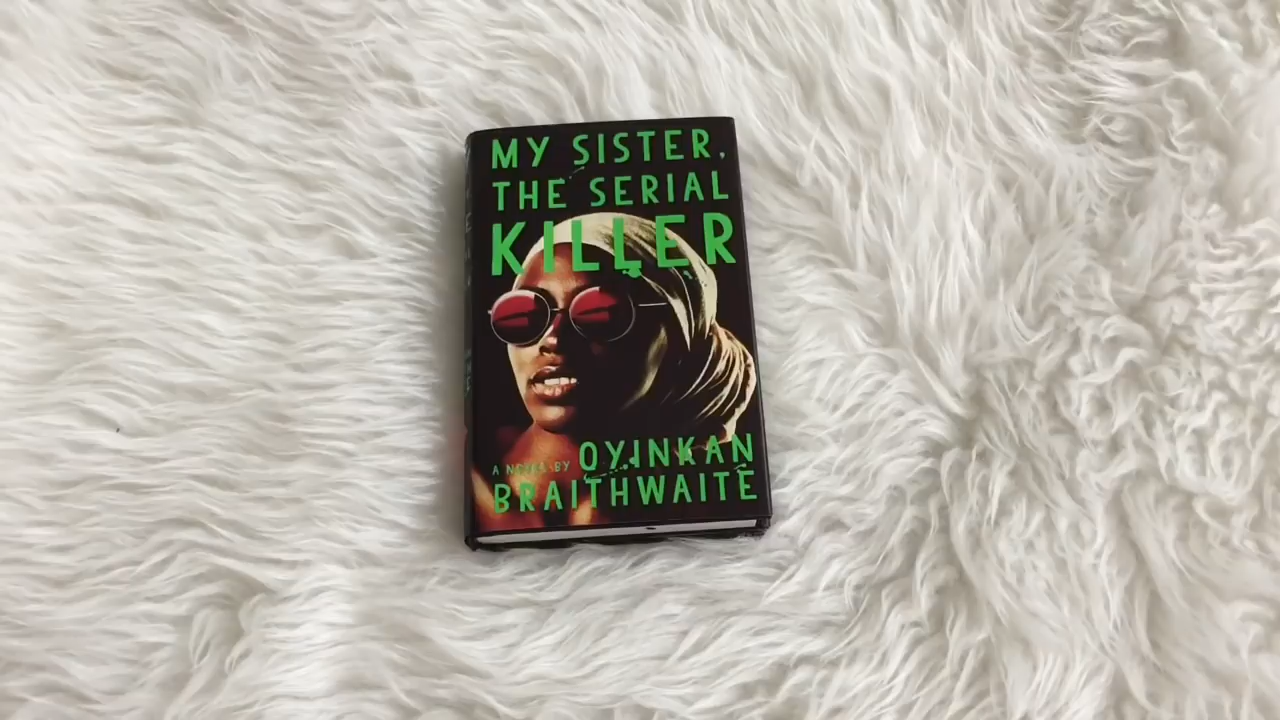 MY SISTER,
THE SERIAL
KILLER
A NOVEL BY OYINKAN
BRAITHWAITE